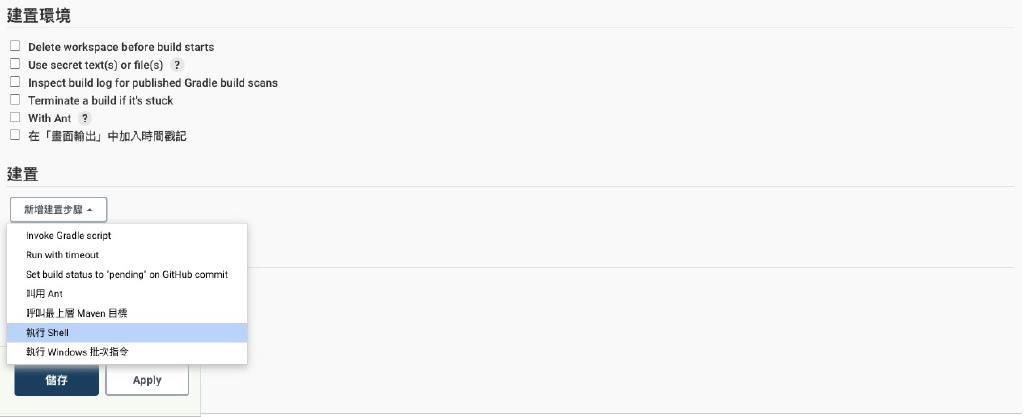 建置環境
Delete workspace before build starts
Use secret text(s) or file(s) ?
Inspect build log for published Gradle build scans
Terminate a build if it's stuck
With Ant ?
在「畫面輸出」中加入時間戳記
建置
新增建置步驟
Invoke Gradle script
Run with timeout
Set build status to "pending" on GitHub commit
叫用 Ant
呼叫最上層 Maven 目標
執行 Shell
執行 Windows 批次指令
儲存 Apply